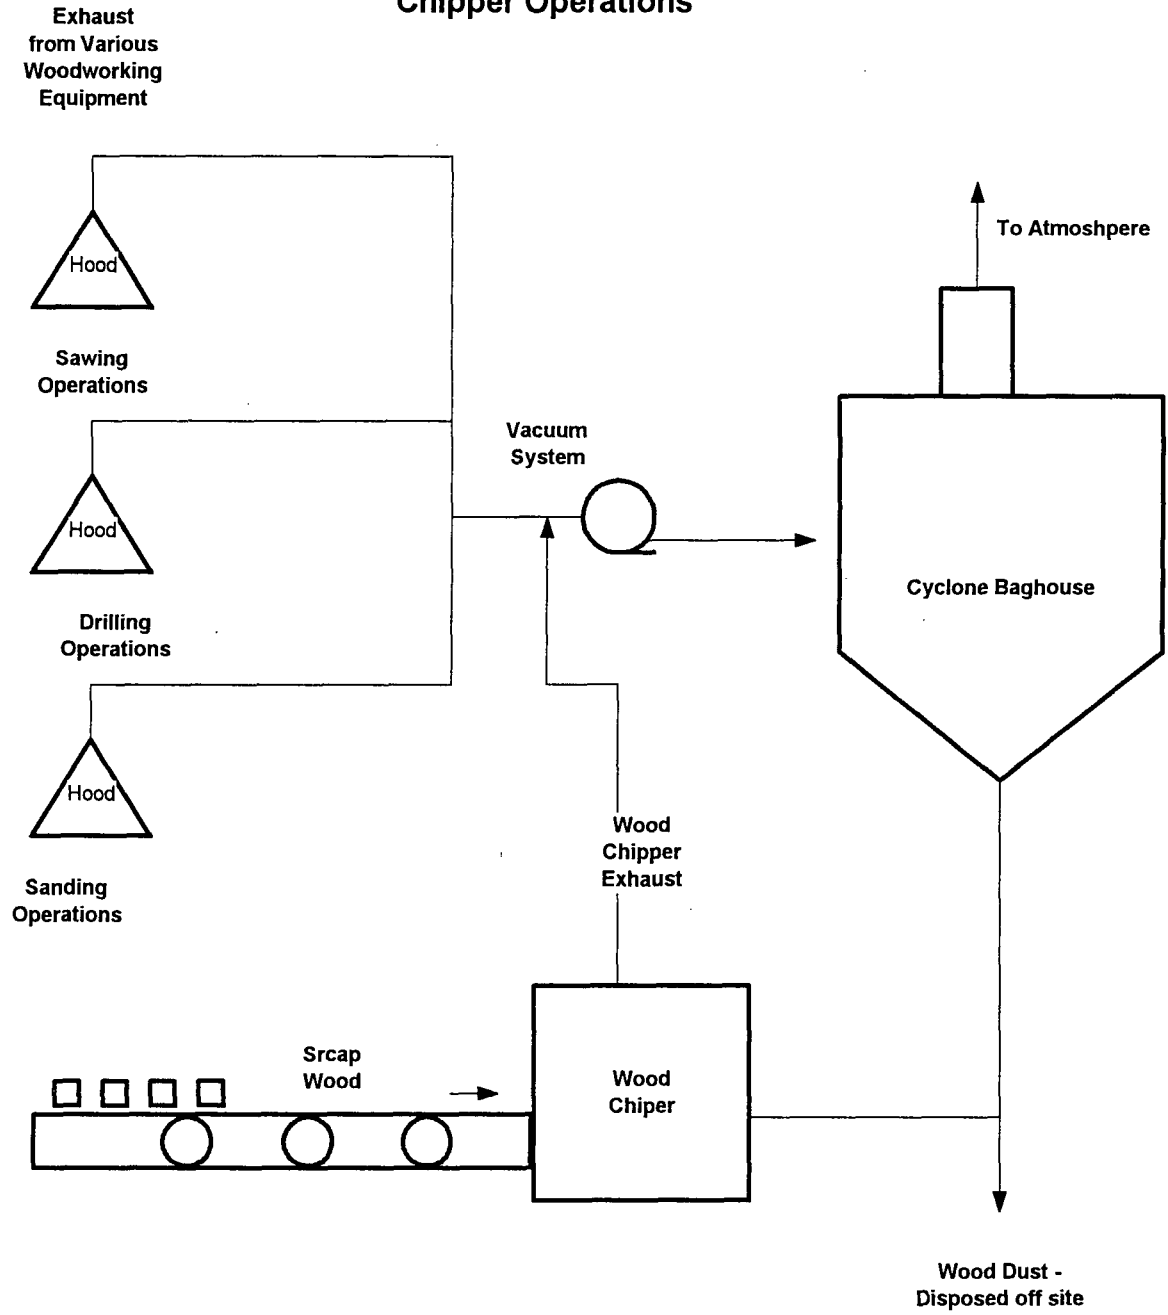 Chipper Operations
Exhaust
from Various
Woodworking
Equipment
Hood
Sawing
Operations
Hood
Drilling
Operations
Hood
Sanding
Operations
Vacuum
System
To Atmoshpere
Cyclone Baghouse
Wood
Chipper
Exhaust
Srcap
Wood
Wood
Chiper
Wood Dust -
Disposed off site